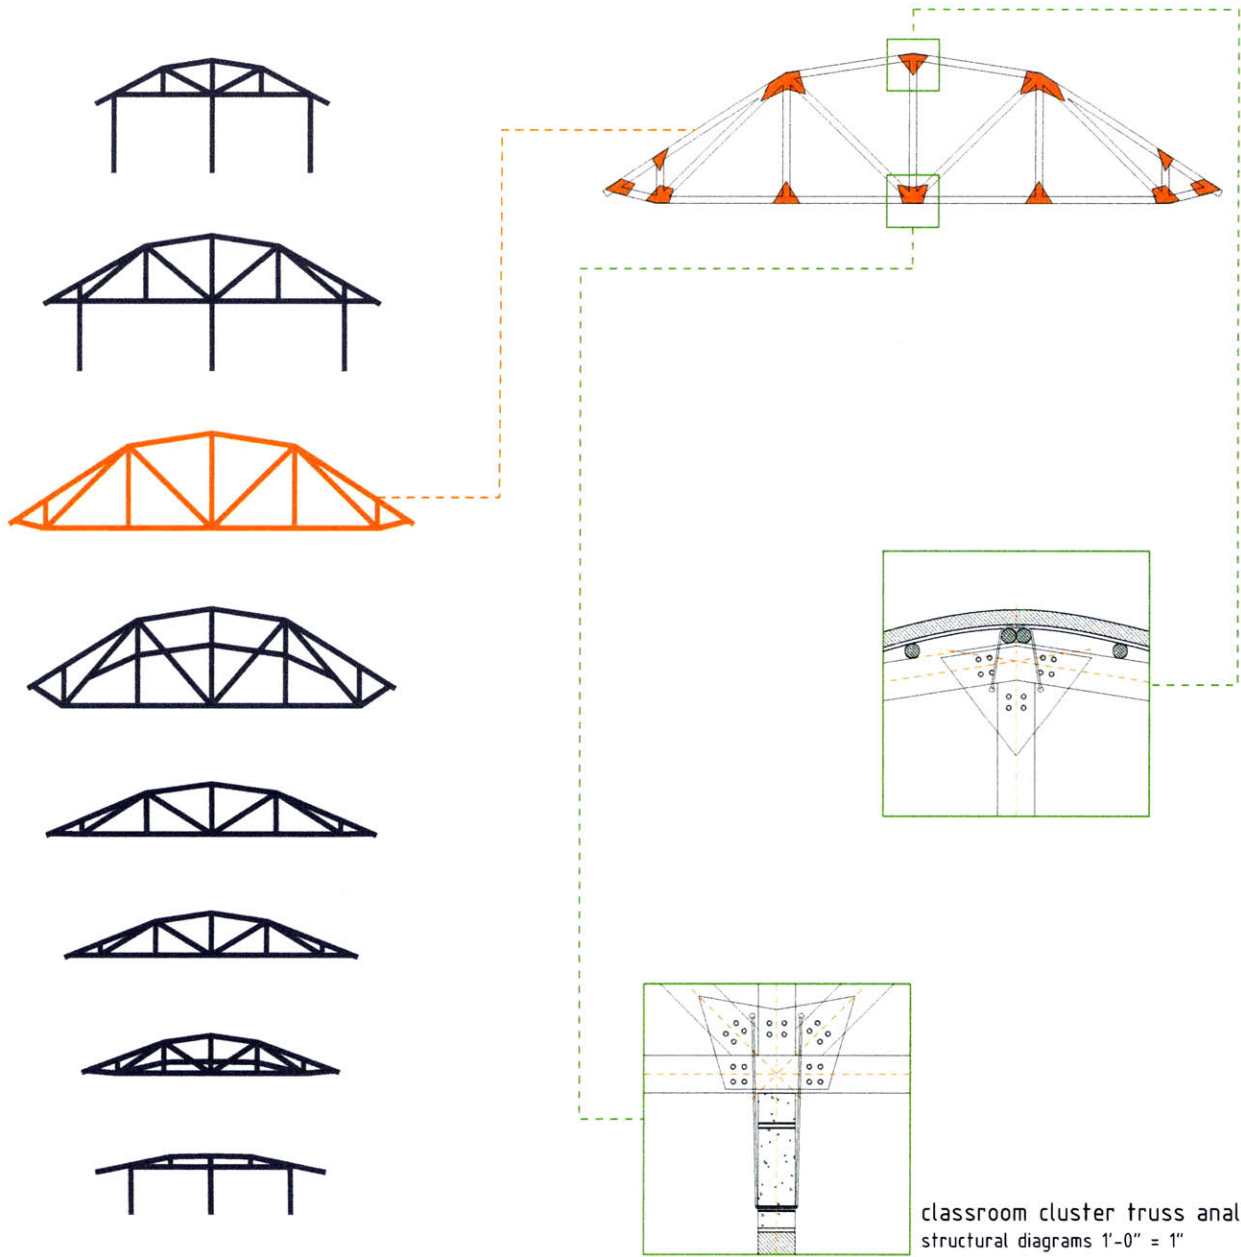 classroom cluster truss anal
structural diagrams 1'-0" = 1"